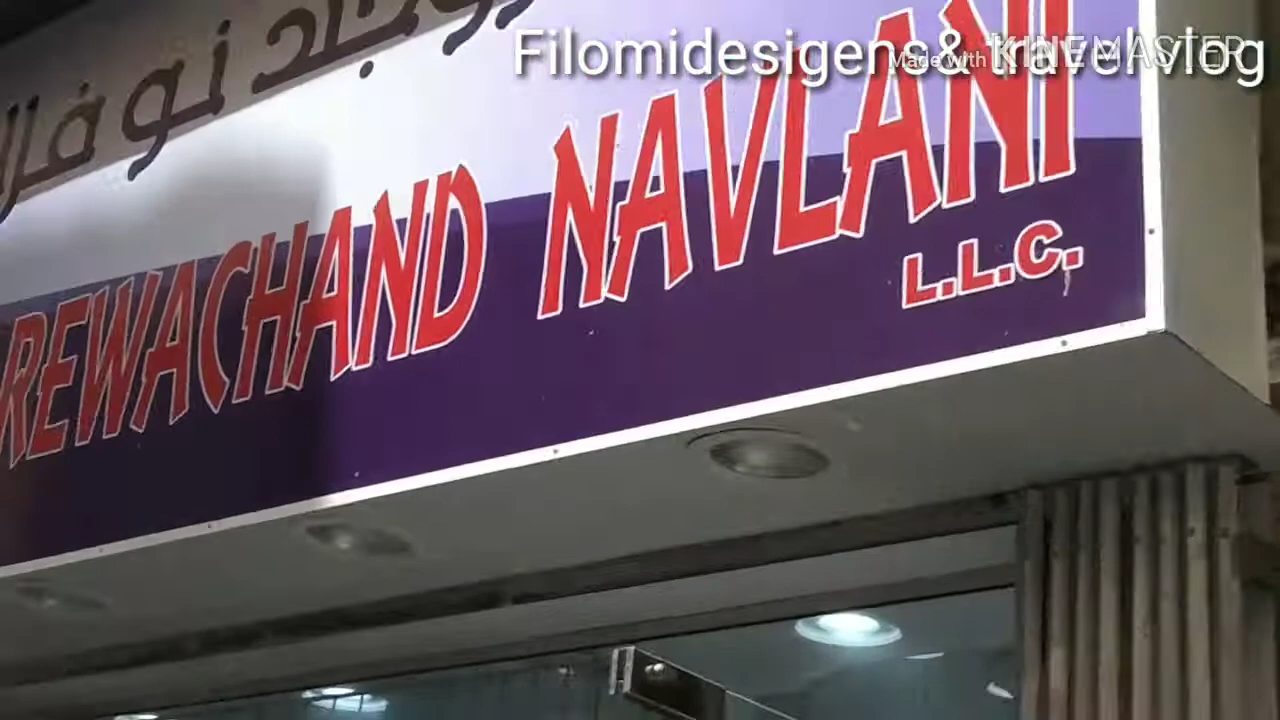 Filomidesigens& travelvlog
Made with KINEMASTER
REWACHAND NAVLANI
L.L.C.